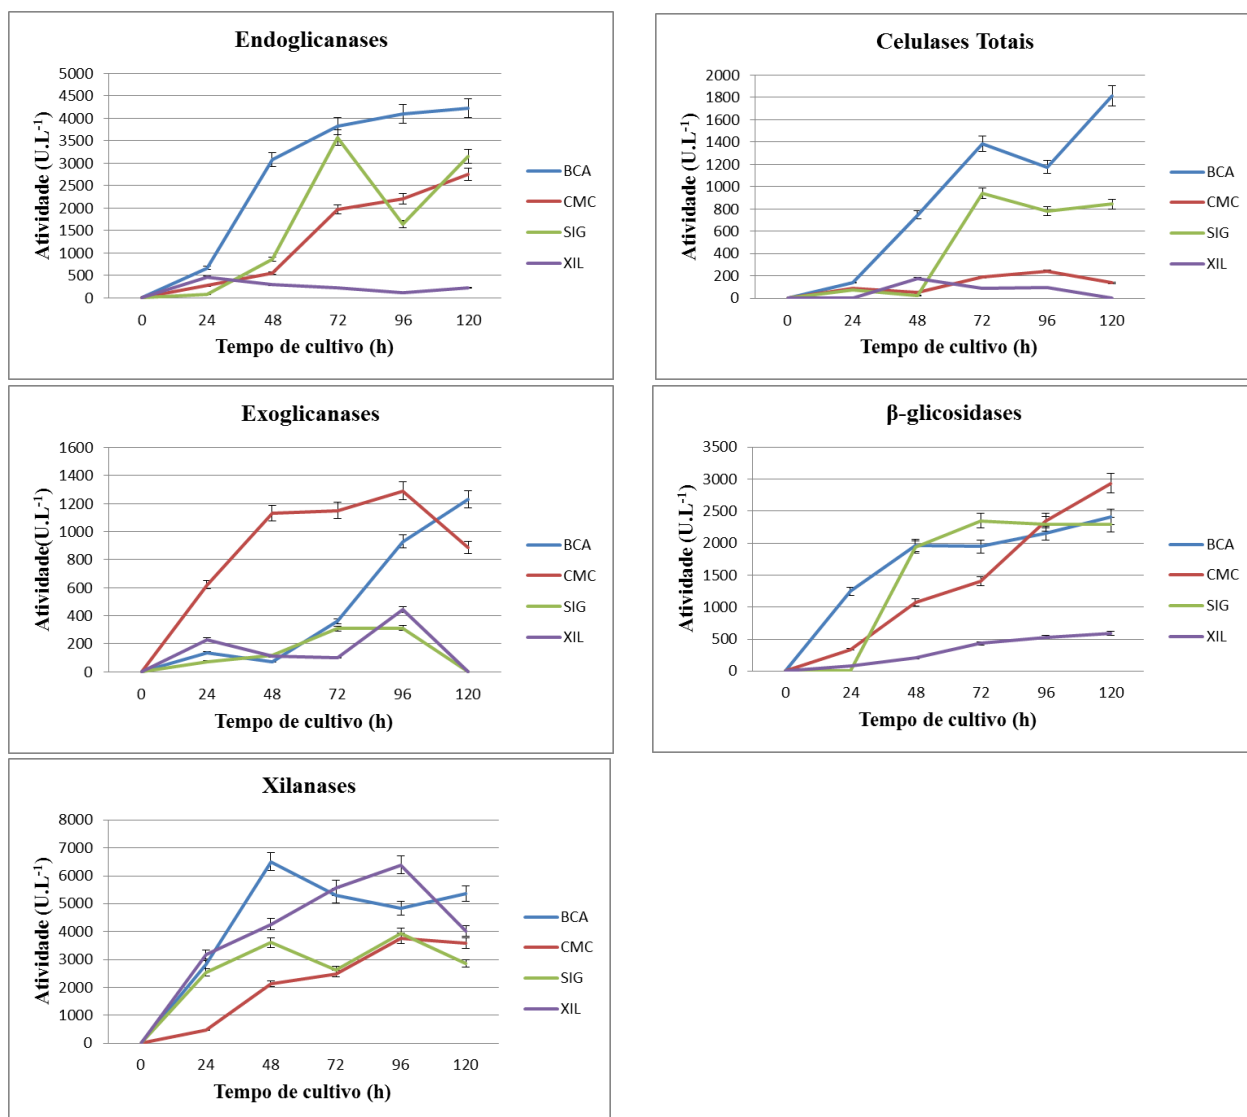 Endoglicanases
Atividade (U.L-1)
5000
4500
4000
3500
3000
2500
2000
1500
1000
500
0
0 24 48 72 96 120
Tempo de cultivo (h)
BCA
CMC
SIG
XIL
Celulases Totais
Atividade (U.L-1)
2000
1800
1600
1400
1200
1000
800
600
400
200
0
0 24 48 72 96 120
Tempo de cultivo (h)
BCA
CMC
SIG
XIL
Exoglicanases
Atividade(U.L-1)
1600
1400
1200
1000
800
600
400
200
0
0 24 48 72 96 120
Tempo de cultivo (h)
BCA
CMC
SIG
XIL
β-glicosidases
Atividade (U.L-1)
3500
3000
2500
2000
1500
1000
500
0
0 24 48 72 96 120
Tempo de cultivo (h)
BCA
CMC
SIG
XIL
Xilanases
Atividade (U.L-1)
8000
7000
6000
5000
4000
3000
2000
1000
0
0 24 48 72 96 120
Tempo de cultivo (h)
BCA
CMC
SIG
XIL